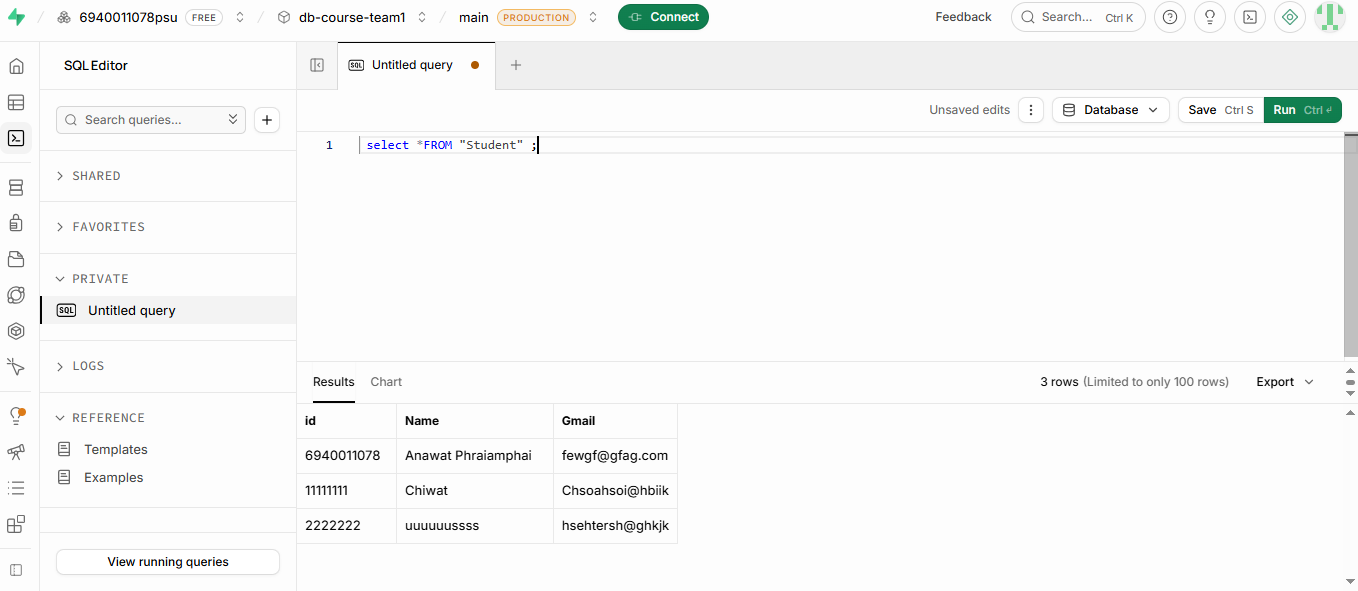 6940011078psu FREE db-course-team1 main PRODUCTION Connect Feedback Search... Ctrl K
SQL Editor
SQL Untitled query
Search queries...
Unsaved edits Database Save Ctrl S Run Ctrl ↵
1 select *FROM "Student" ;
SHARED
FAVORITES
PRIVATE
SQL Untitled query
LOGS
REFERENCE
Templates
Examples
View running queries
Results Chart 3 rows (Limited to only 100 rows) Export
id Name Gmail
6940011078 Anawat Phraiamphai fewgf@gfag.com
11111111 Chiwat Chsoahsoi@hbiik
2222222 uuuuuussss hsehtersh@ghkjk